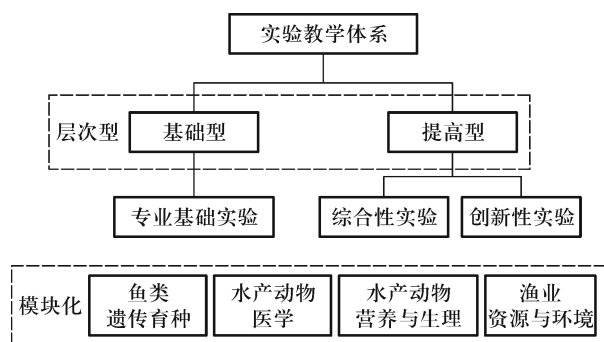 实验教学体系
层次型
基础型
提高型
专业基础实验
综合性实验
创新性实验
模块化
鱼类
遗传育种
水产动物
医学
水产动物
营养与生理
渔业
资源与环境